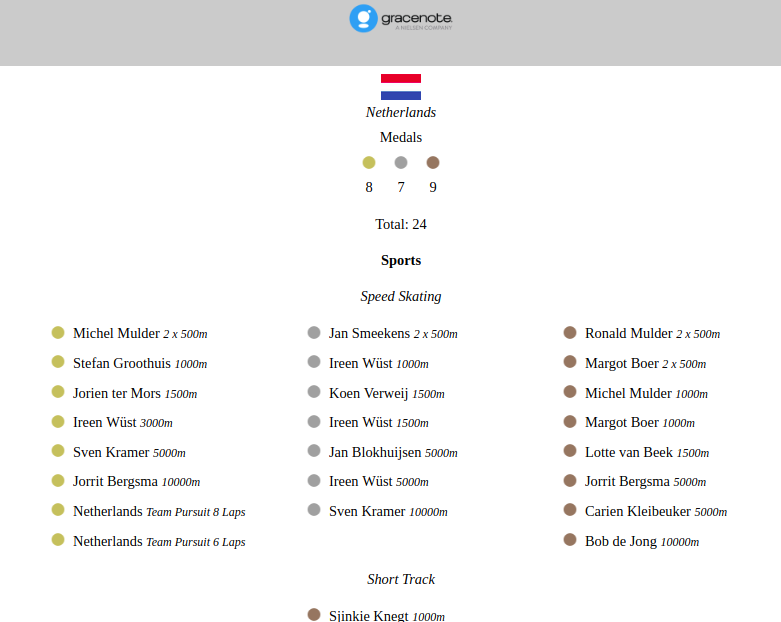 gracenote.
A NIELSEN COMPANY
Netherlands
Medals
8 7 9
Total: 24
Sports
Speed Skating
Michel Mulder 2 x 500m Jan Smeekens 2 x 500m Ronald Mulder 2 x 500m
Stefan Groothuis 1000m Ireen Wüst 1000m Margot Boer 2 x 500m
Jorien ter Mors 1500m Koen Verweij 1500m Michel Mulder 1000m
Ireen Wüst 3000m Ireen Wüst 1500m Margot Boer 1000m
Sven Kramer 5000m Jan Blokhuijsen 5000m Lotte van Beek 1500m
Jorrit Bergsma 10000m Ireen Wüst 5000m Jorrit Bergsma 5000m
Netherlands Team Pursuit 8 Laps Sven Kramer 10000m Carien Kleibeuker 5000m
Netherlands Team Pursuit 6 Laps Bob de Jong 10000m
Short Track
Sjinkie Knegt 1000m